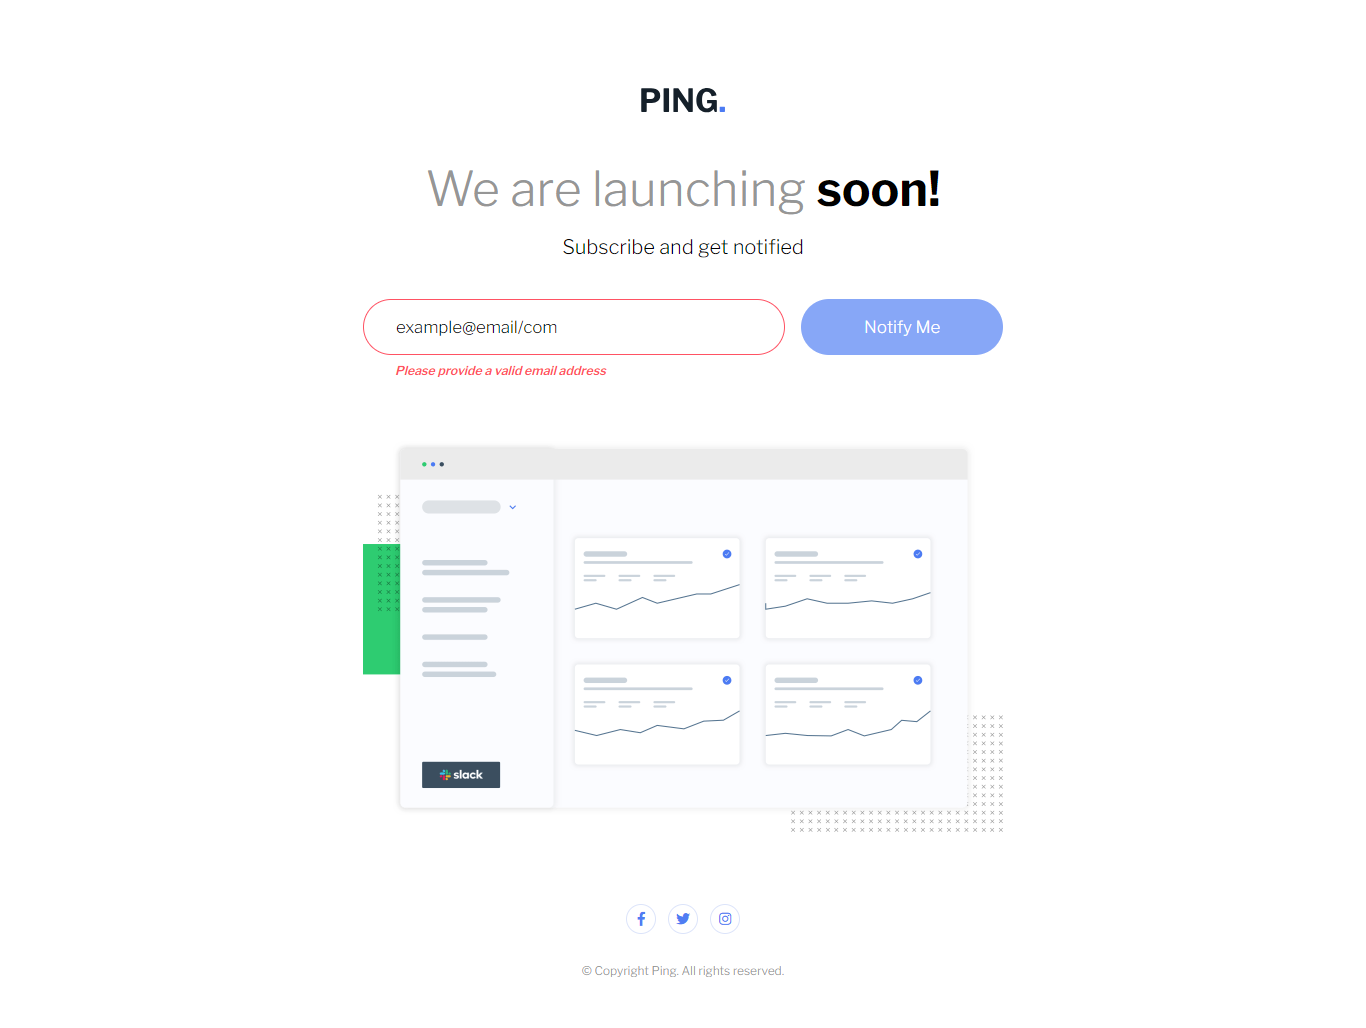 PING.
We are launching soon!
Subscribe and get notified
example@email/com
Notify Me
Please provide a valid email address
slack
© Copyright Ping. All rights reserved.